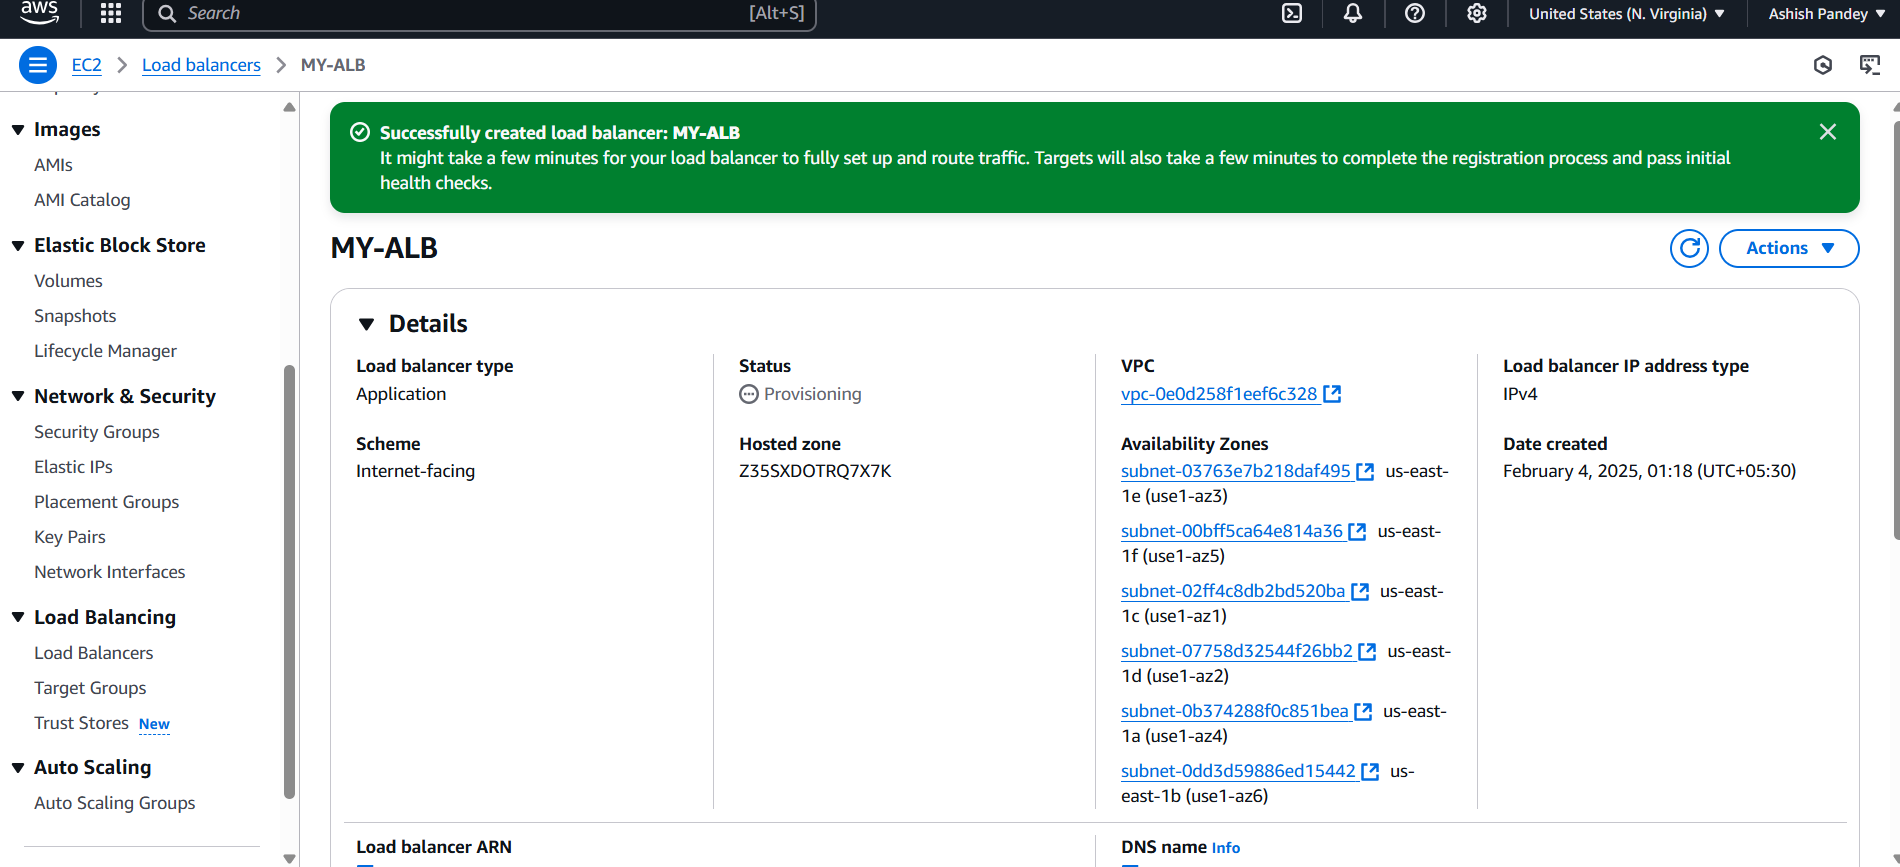 aws
Search
[Alt+S]
United States (N. Virginia)
Ashish Pandey
EC2
Load balancers
MY-ALB
Images
AMIs
AMI Catalog
Elastic Block Store
Volumes
Snapshots
Lifecycle Manager
Network & Security
Security Groups
Elastic IPs
Placement Groups
Key Pairs
Network Interfaces
Load Balancing
Load Balancers
Target Groups
Trust Stores New
Auto Scaling
Auto Scaling Groups
Successfully created load balancer: MY-ALB
It might take a few minutes for your load balancer to fully set up and route traffic. Targets will also take a few minutes to complete the registration process and pass initial
health checks.
MY-ALB
Actions
Details
Load balancer type
Application
Scheme
Internet-facing
Status
Provisioning
Hosted zone
Z35SXDOTRQ7X7K
VPC
vpc-0e0d258f1eef6c328
Availability Zones
subnet-03763e7b218daf495 us-east-
1e (use1-az3)
subnet-00bff5ca64e814a36 us-east-
1f (use1-az5)
subnet-02ff4c8db2bd520ba us-east-
1c (use1-az1)
subnet-07758d32544f26bb2 us-east-
1d (use1-az2)
subnet-0b374288f0c851bea us-east-
1a (use1-az4)
subnet-0dd3d59886ed15442 us-
east-1b (use1-az6)
Load balancer IP address type
IPv4
Date created
February 4, 2025, 01:18 (UTC+05:30)
Load balancer ARN
DNS name Info